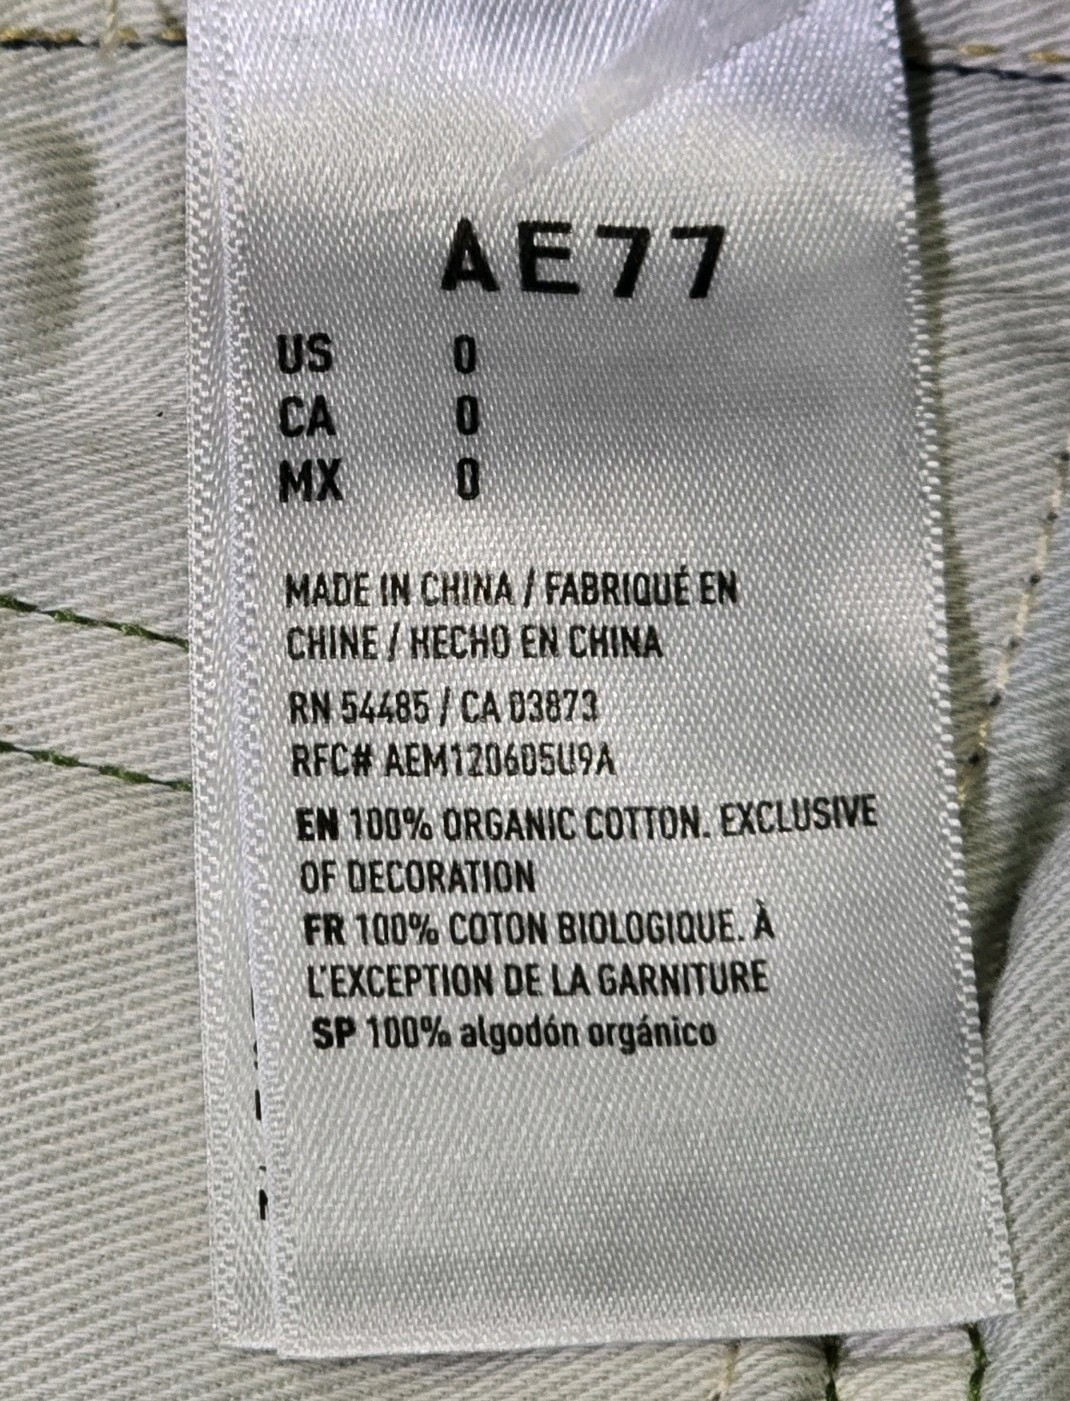 AE77
US 0
CA 0
MX 0
MADE IN CHINA / FABRIQUÉ EN
CHINE / HECHO EN CHINA
RN 54485 / CA 03873
RFC# AEM120605U9A
EN 100% ORGANIC COTTON. EXCLUSIVE
OF DECORATION
FR 100% COTON BIOLOGIQUE. À
L'EXCEPTION DE LA GARNITURE
SP 100% algodón orgánico